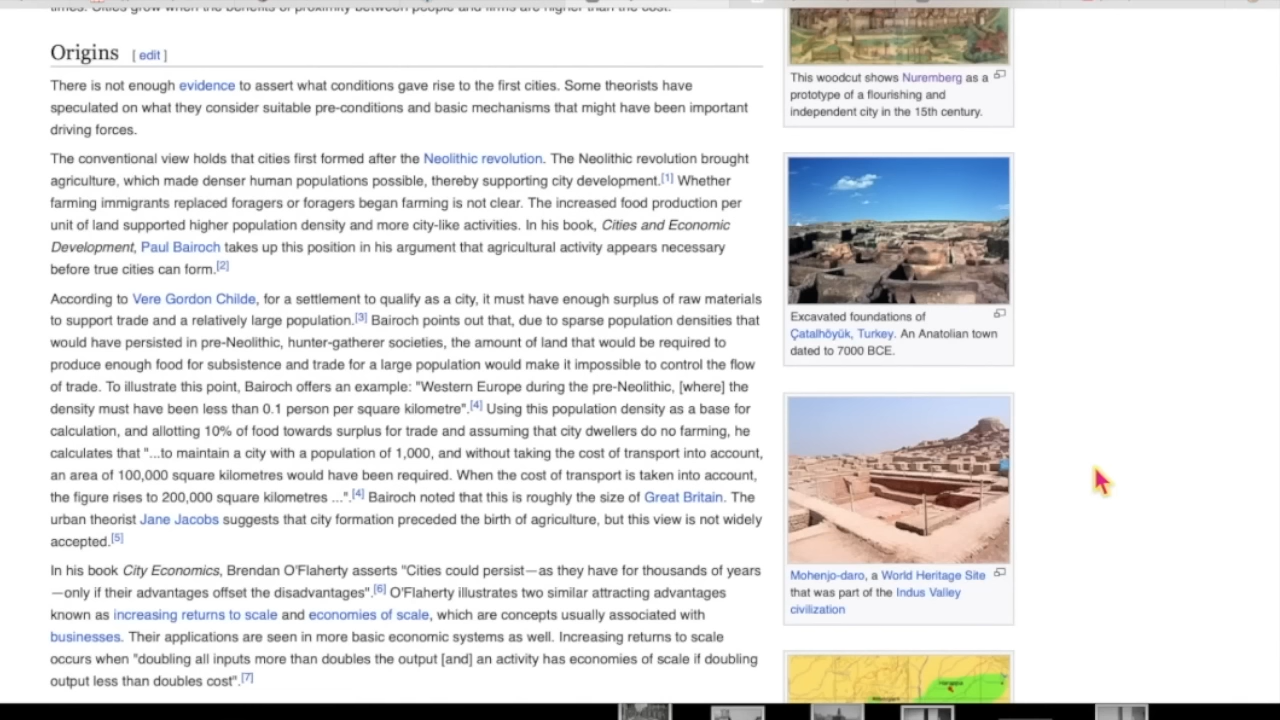 times. Cities grow when the benefits of proximity between people and firms are higher than the cost.
Origins [ edit ]
There is not enough evidence to assert what conditions gave rise to the first cities. Some theorists have
speculated on what they consider suitable pre-conditions and basic mechanisms that might have been important
driving forces.
The conventional view holds that cities first formed after the Neolithic revolution. The Neolithic revolution brought
agriculture, which made denser human populations possible, thereby supporting city development.[1] Whether
farming immigrants replaced foragers or foragers began farming is not clear. The increased food production per
unit of land supported higher population density and more city-like activities. In his book, Cities and Economic
Development, Paul Bairoch takes up this position in his argument that agricultural activity appears necessary
before true cities can form.[2]
According to Vere Gordon Childe, for a settlement to qualify as a city, it must have enough surplus of raw materials
to support trade and a relatively large population.[3] Bairoch points out that, due to sparse population densities that
would have persisted in pre-Neolithic, hunter-gatherer societies, the amount of land that would be required to
produce enough food for subsistence and trade for a large population would make it impossible to control the flow
of trade. To illustrate this point, Bairoch offers an example: "Western Europe during the pre-Neolithic, [where] the
density must have been less than 0.1 person per square kilometre".[4] Using this population density as a base for
calculation, and allotting 10% of food towards surplus for trade and assuming that city dwellers do no farming, he
calculates that "...to maintain a city with a population of 1,000, and without taking the cost of transport into account,
an area of 100,000 square kilometres would have been required. When the cost of transport is taken into account,
the figure rises to 200,000 square kilometres ...".[4] Bairoch noted that this is roughly the size of Great Britain. The
urban theorist Jane Jacobs suggests that city formation preceded the birth of agriculture, but this view is not widely
accepted.[5]
In his book City Economics, Brendan O'Flaherty asserts "Cities could persist—as they have for thousands of years
—only if their advantages offset the disadvantages".[6] O'Flaherty illustrates two similar attracting advantages
known as increasing returns to scale and economies of scale, which are concepts usually associated with
businesses. Their applications are seen in more basic economic systems as well. Increasing returns to scale
occurs when "doubling all inputs more than doubles the output [and] an activity has economies of scale if doubling
output less than doubles cost".[7]
This woodcut shows Nuremberg as a
prototype of a flourishing and
independent city in the 15th century.
Excavated foundations of
Çatalhöyük, Turkey. An Anatolian town
dated to 7000 BCE.
Mohenjo-daro, a World Heritage Site
that was part of the Indus Valley
civilization